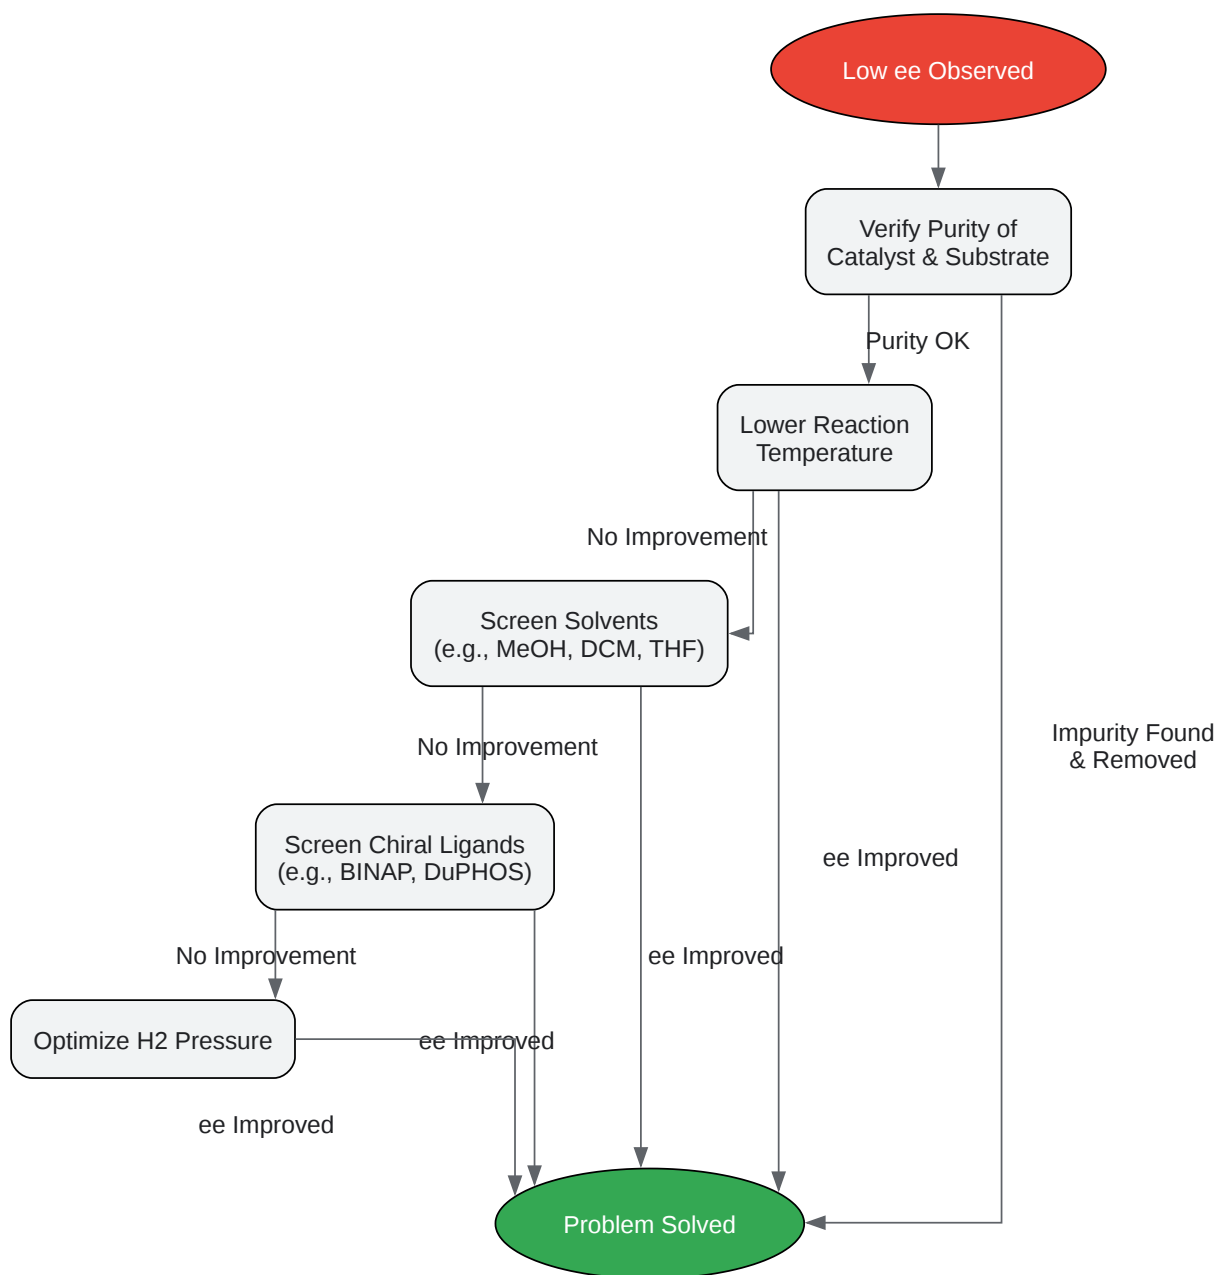 Low ee Observed
Verify Purity of
Catalyst & Substrate
Purity OK
Lower Reaction
Temperature
No Improvement
Screen Solvents
(e.g., MeOH, DCM, THF)
No Improvement
Impurity Found
& Removed
Screen Chiral Ligands
(e.g., BINAP, DuPHOS)
ee Improved
No Improvement
ee Improved
Optimize H2 Pressure
ee Improved
ee Improved
Problem Solved